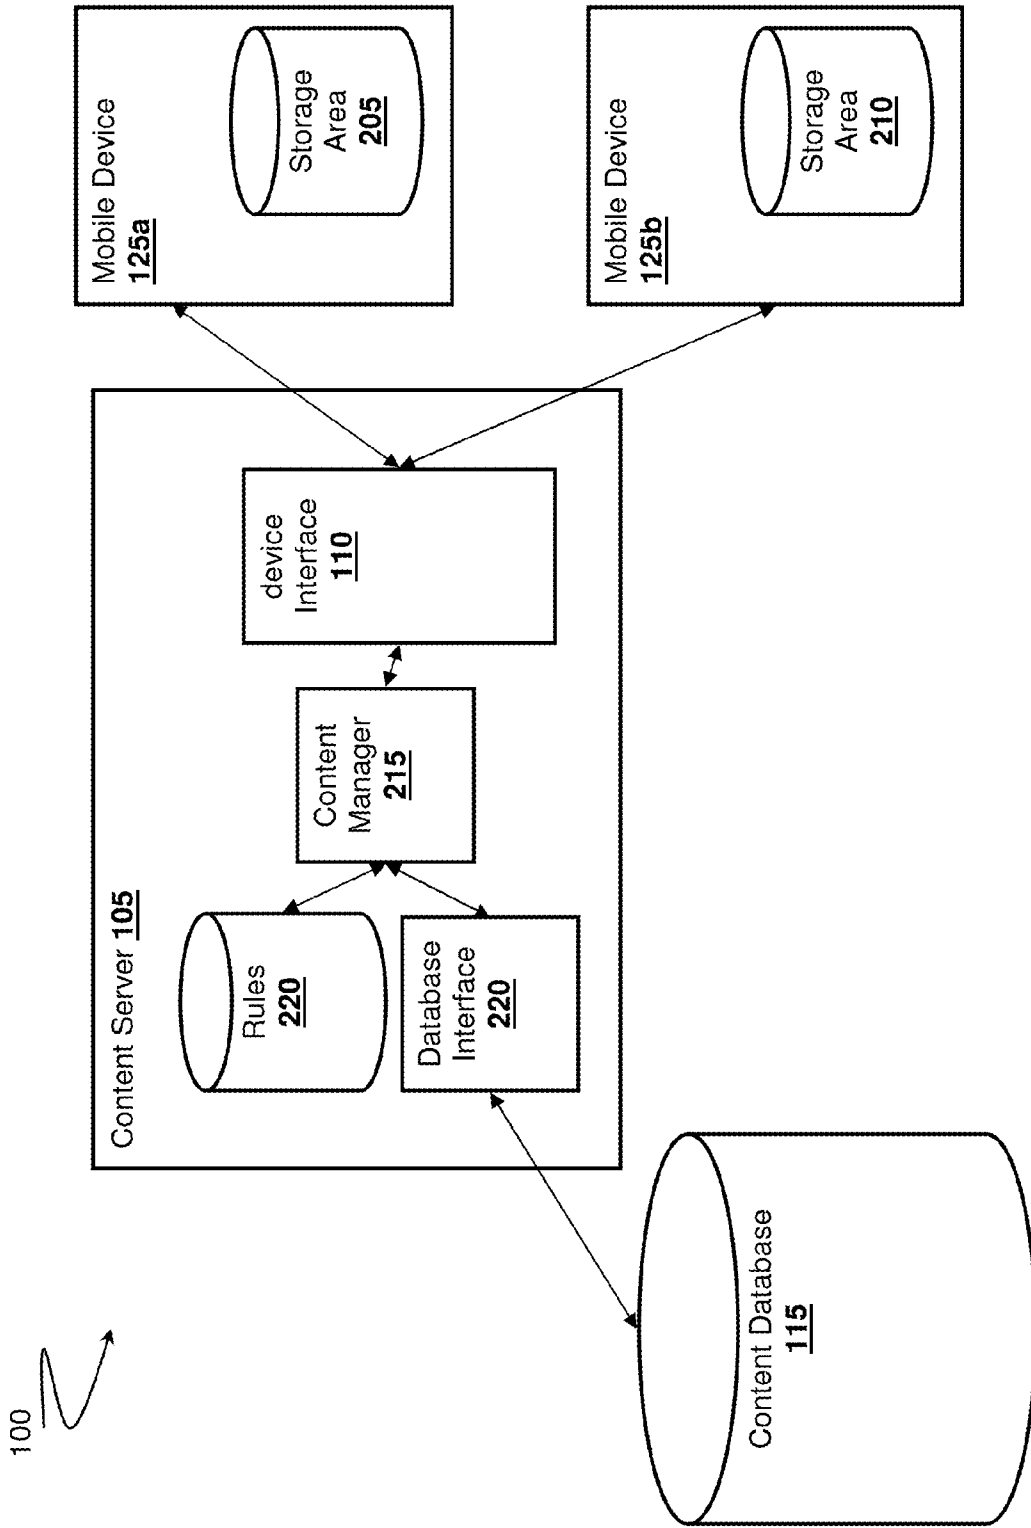 100
Content Server 105
Rules
220
Database
Interface
220
Content
Manager
215
device
Interface
110
Mobile Device
125a
Storage
Area
205
Mobile Device
125b
Storage
Area
210
Content Database
115